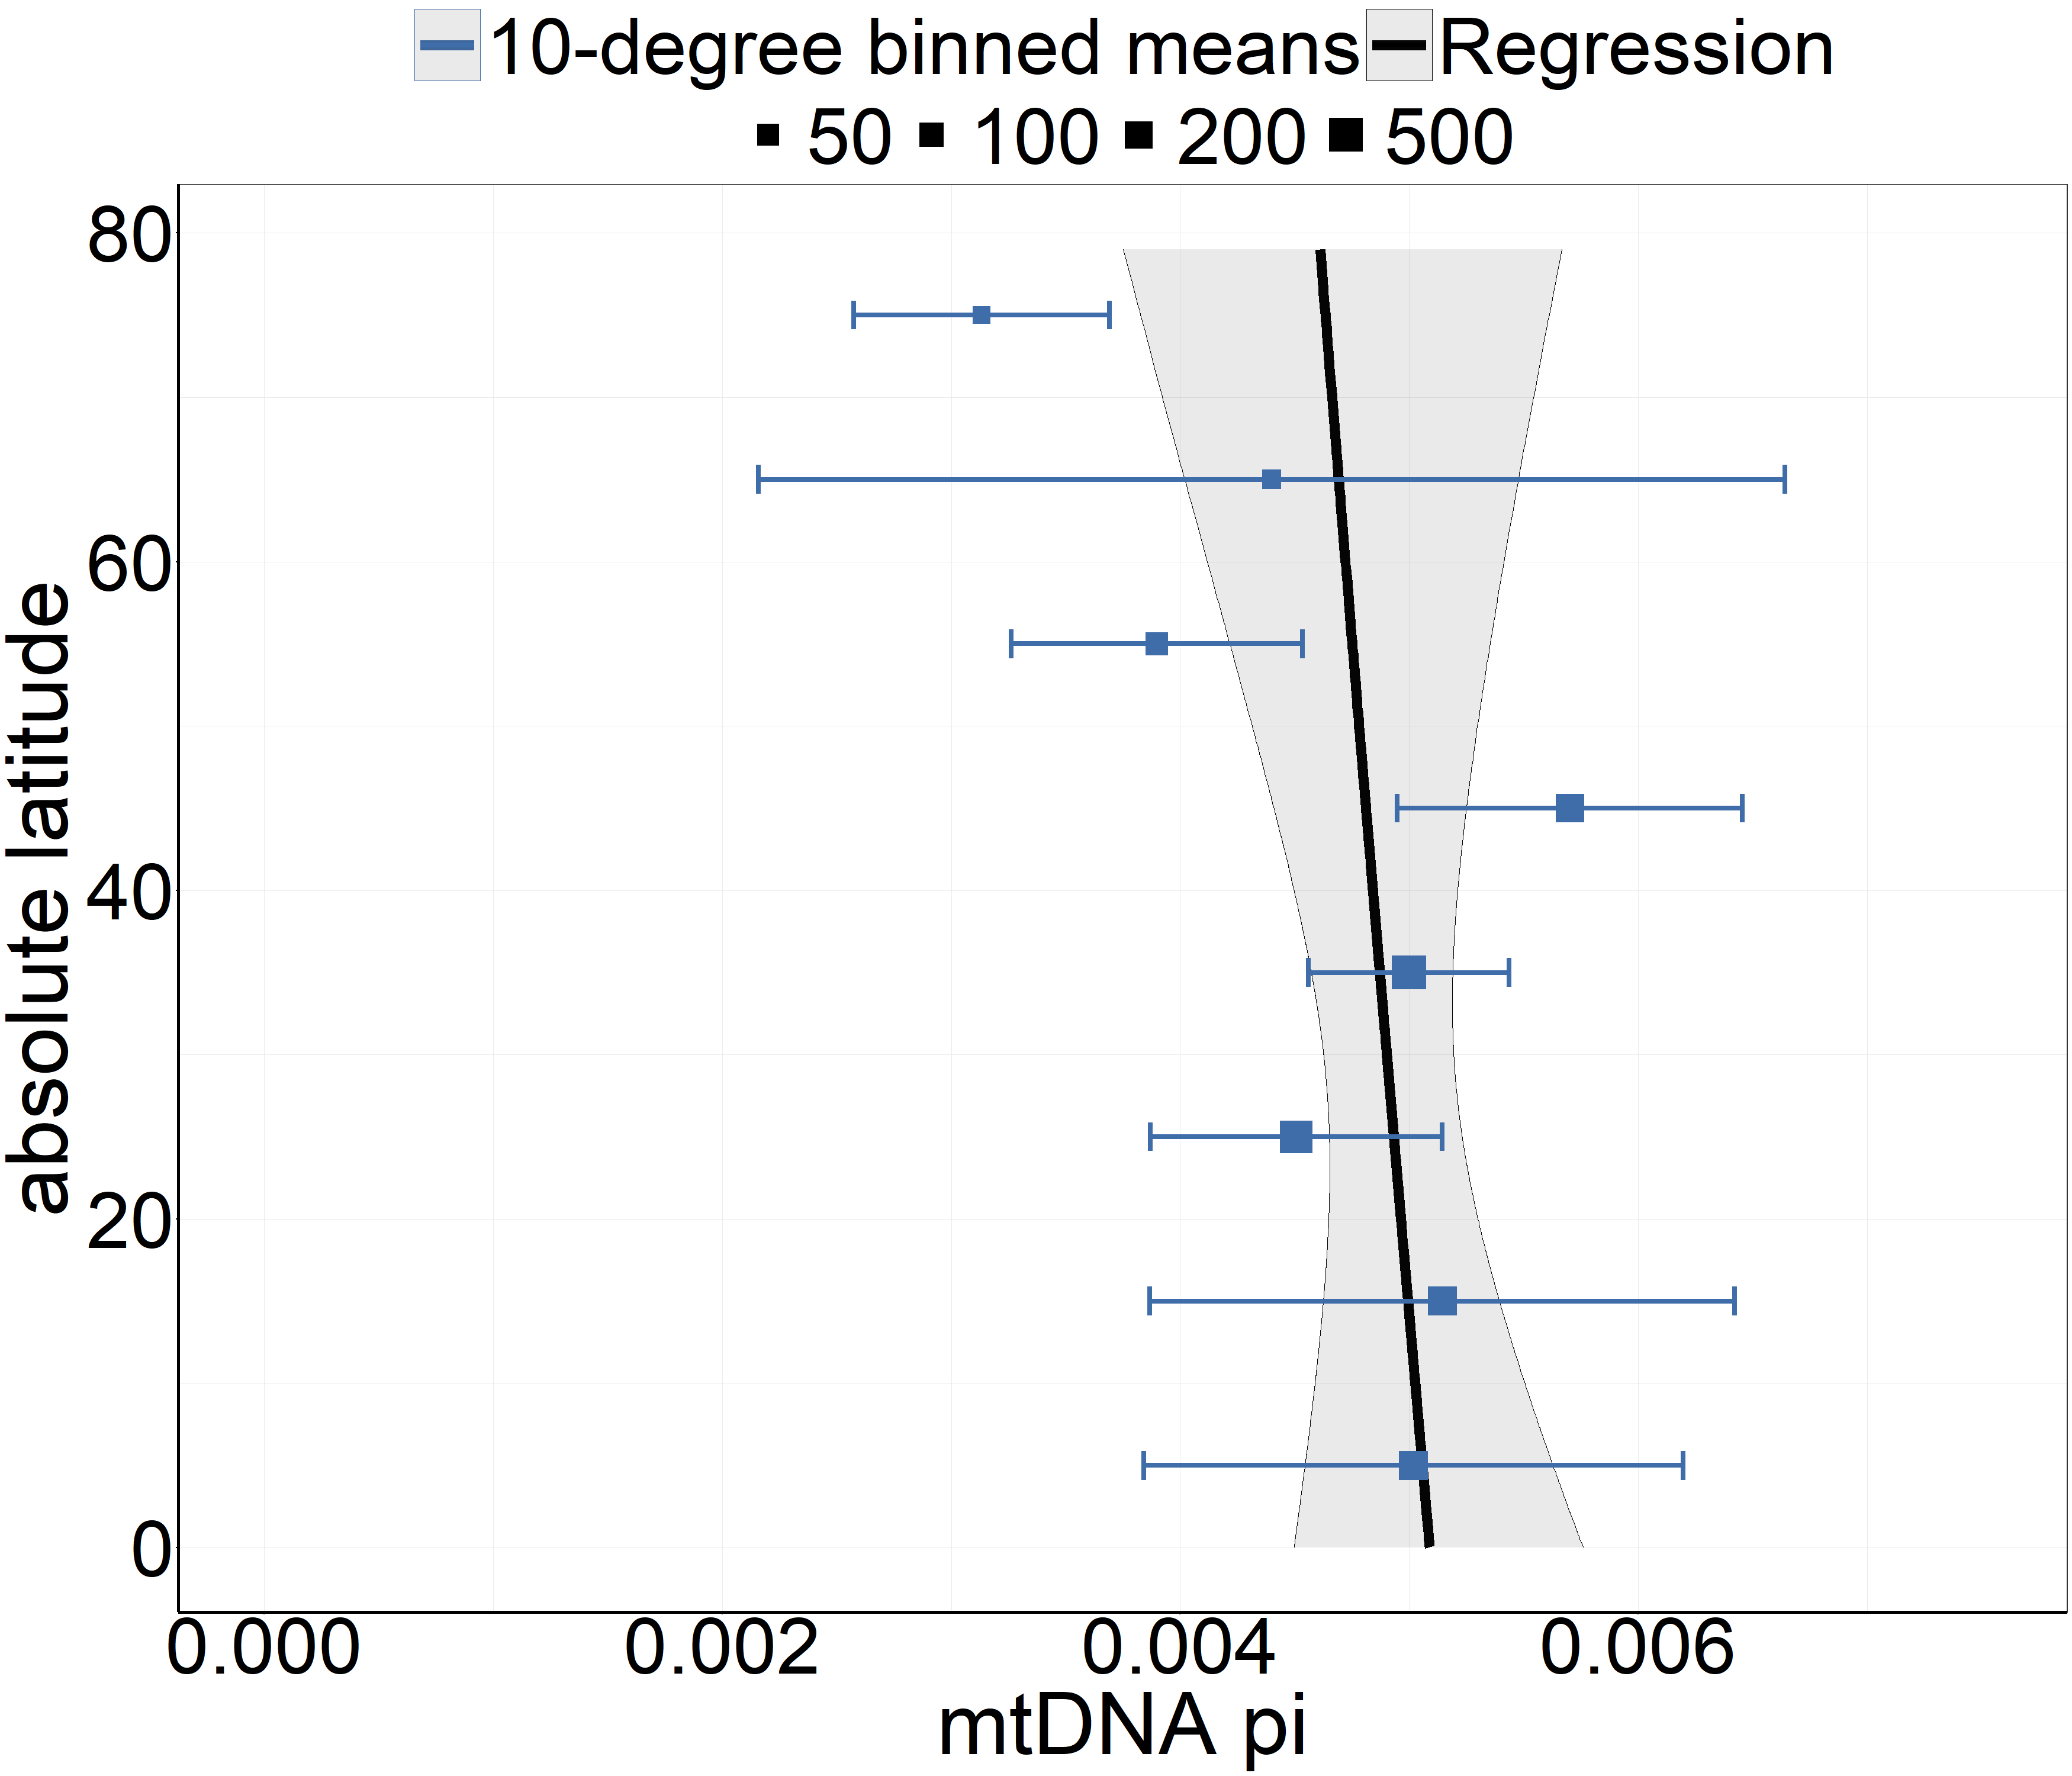 10-degree binned means Regression
50 100 200 500
80
60
40
20
0
absolute latitude
0.000 0.002 0.004 0.006
mtDNA pi